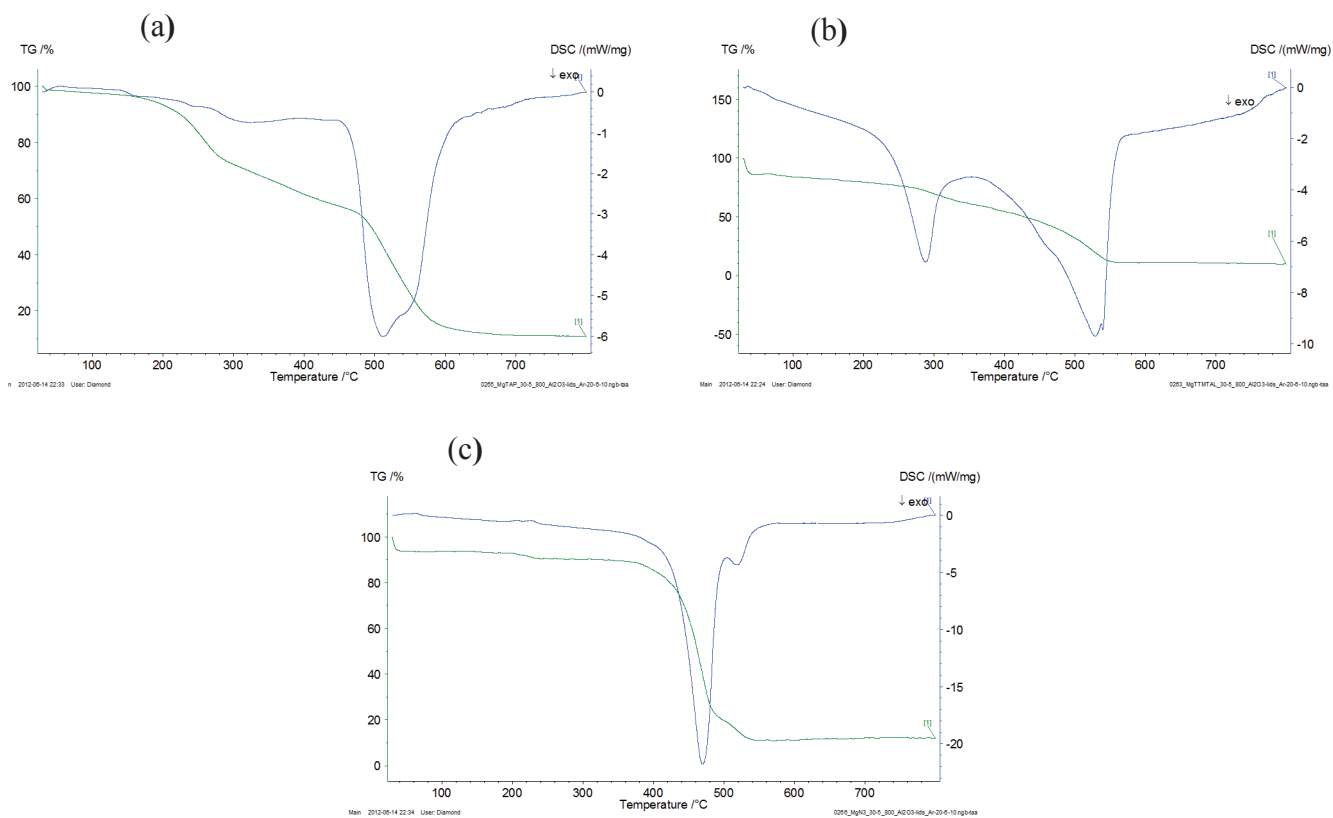 (a)
TG /%
DSC /(mW/mg)
↓ exo
[1]
100
80
60
40
20
0
-1
-2
-3
-4
-5
-6
[1]
100 200 300 400 500 600 700
Temperature /°C
2012-06-14 22:33 User: Diamond
(b)
TG /%
DSC /(mW/mg)
[1]
↓ exo
150
100
50
0
-50
0
-2
-4
-6
-8
-10
[1]
100 200 300 400 500 600 700
Temperature /°C
Main 2012-06-14 22:24 User: Diamond
(c)
TG /%
DSC /(mW/mg)
↓ exo
100
80
60
40
20
0
0
-5
-10
-15
-20
[1]
100 200 300 400 500 600 700
Temperature /°C
Main 2012-06-14 22:34 User: Diamond